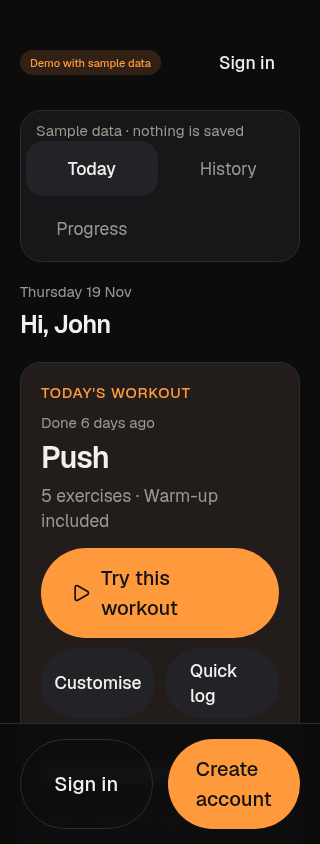 Demo with sample data
Sign in
Sample data · nothing is saved
Today
History
Progress
Thursday 19 Nov
Hi, John
TODAY'S WORKOUT
Done 6 days ago
Push
5 exercises · Warm-up
included
Try this
workout
Customise
Quick
log
Sign in
Create
account